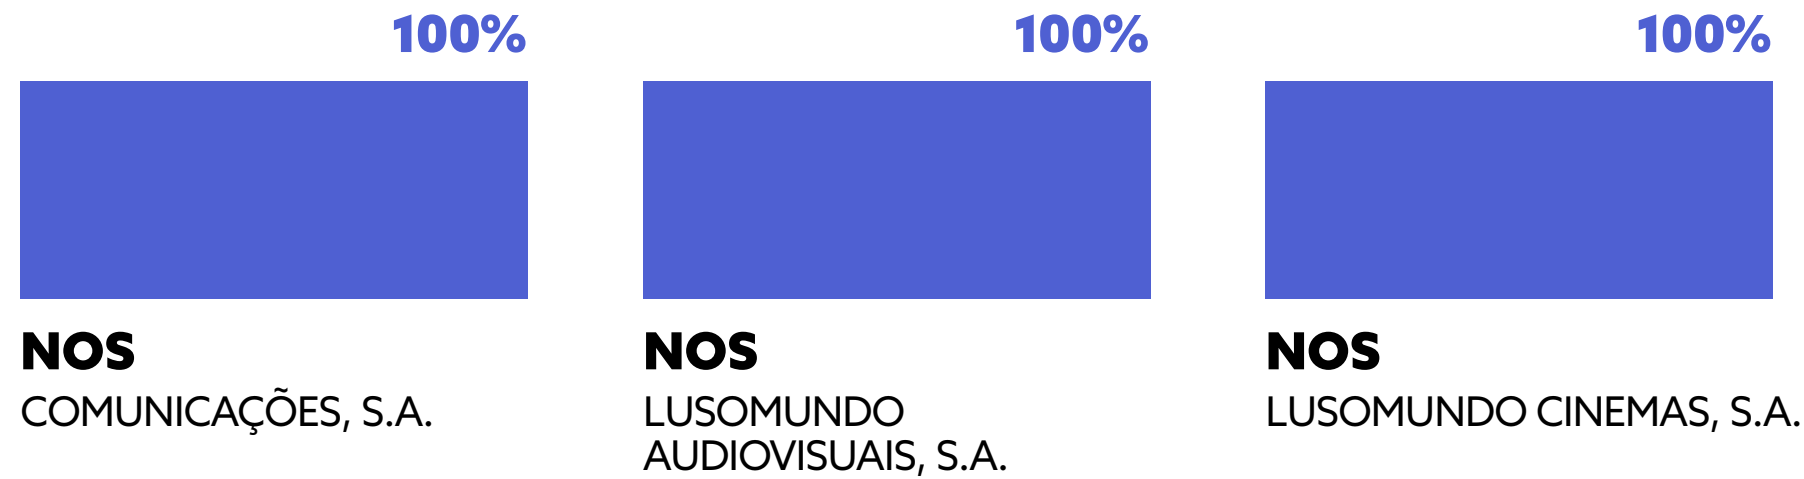 100%
NOS
COMUNICAÇÕES, S.A.
100%
NOS
LUSOMUNDO
AUDIOVISUAIS, S.A.
100%
NOS
LUSOMUNDO CINEMAS, S.A.